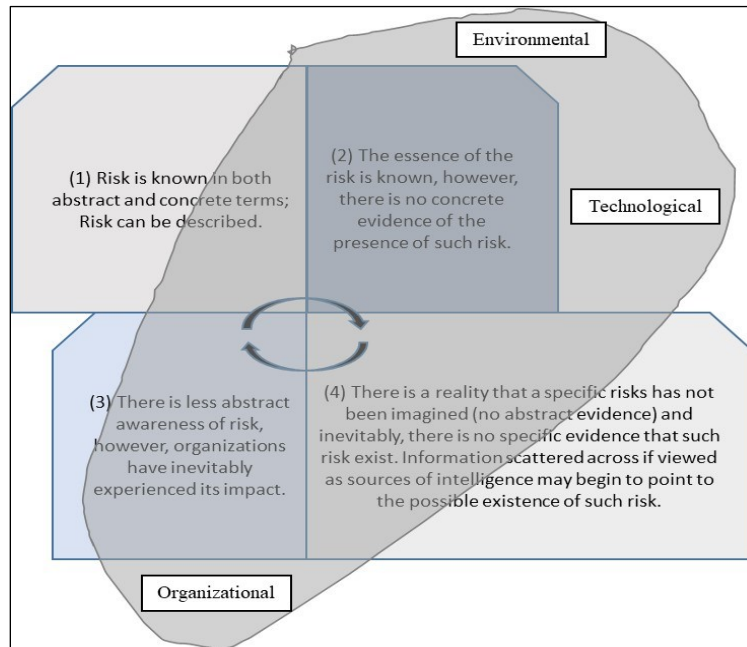 Environmental
(1) Risk is known in both
abstract and concrete terms;
Risk can be described.
(2) The essence of the
risk is known, however,
there is no concrete
evidence of the
presence of such risk.
Technological
(3) There is less abstract
awareness of risk,
however, organizations
have inevitably
experienced its impact.
(4) There is a reality that a specific risks has not
been imagined (no abstract evidence) and
inevitably, there is no specific evidence that such
risk exist. Information scattered across if viewed
as sources of intelligence may begin to point to
the possible existence of such risk.
Organizational